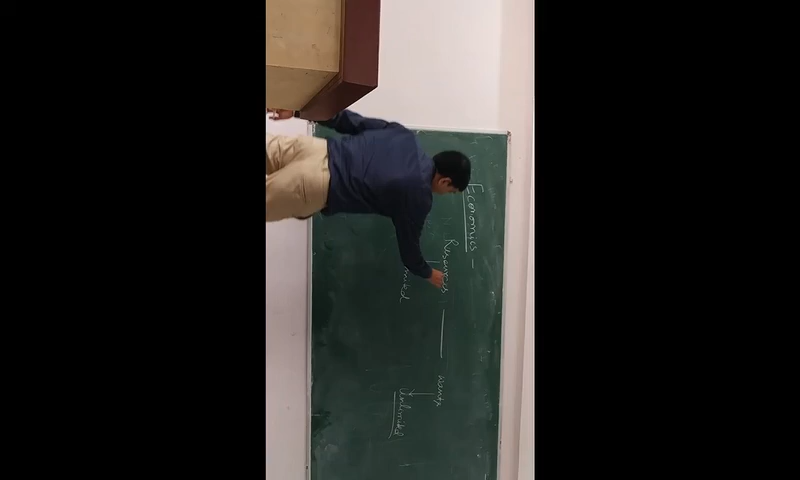 Economics –
Resources — wants
Unlimited